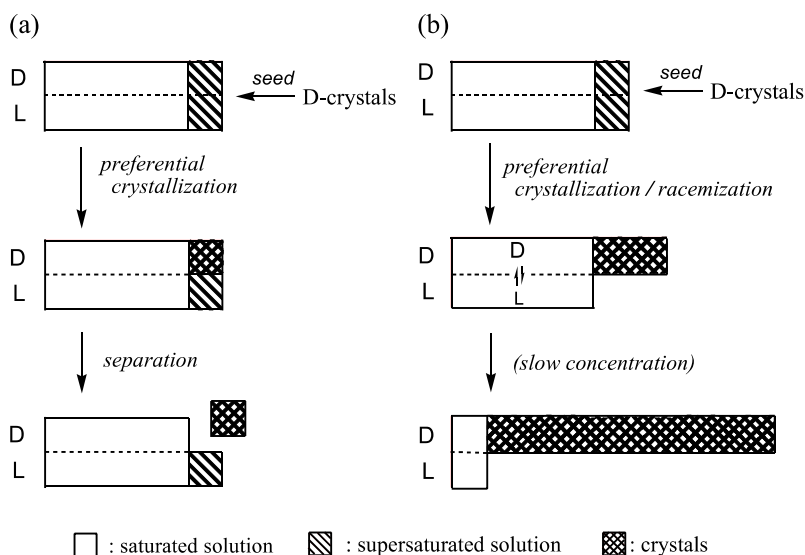 (a)
D
L
seed
D-crystals
preferential
crystallization
D
L
separation
D
L
(b)
seed
D-crystals
preferential
crystallization / racemization
D
L
D
L
(slow concentration)
D
L
: saturated solution
: supersaturated solution
: crystals